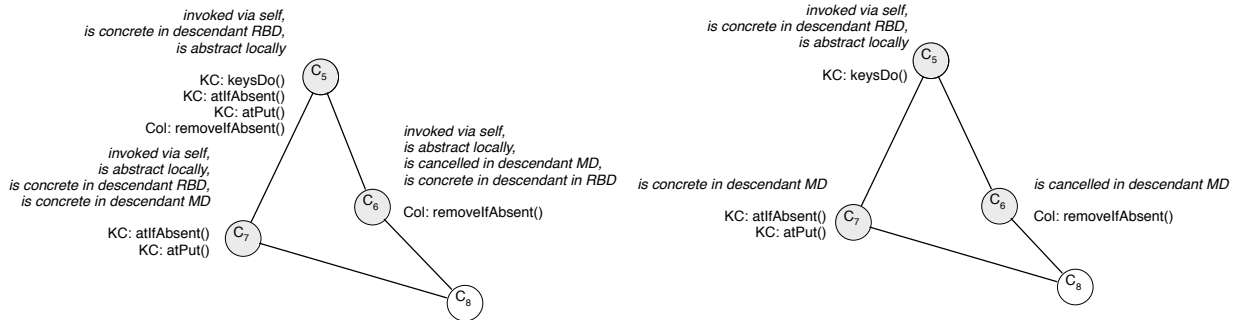 invoked via self,
is concrete in descendant RBD,
is abstract locally
C5
KC: keysDo()
KC: atIfAbsent()
KC: atPut()
Col: removeIfAbsent()
invoked via self,
is abstract locally,
is cancelled in descendant MD,
is concrete in descendant in RBD
C6
Col: removeIfAbsent()
invoked via self,
is abstract locally,
is concrete in descendant RBD,
is concrete in descendant MD
C7
KC: atIfAbsent()
KC: atPut()
C8
invoked via self,
is concrete in descendant RBD,
is abstract locally
C5
KC: keysDo()
is concrete in descendant MD
C7
KC: atIfAbsent()
KC: atPut()
is cancelled in descendant MD
C6
Col: removeIfAbsent()
C8